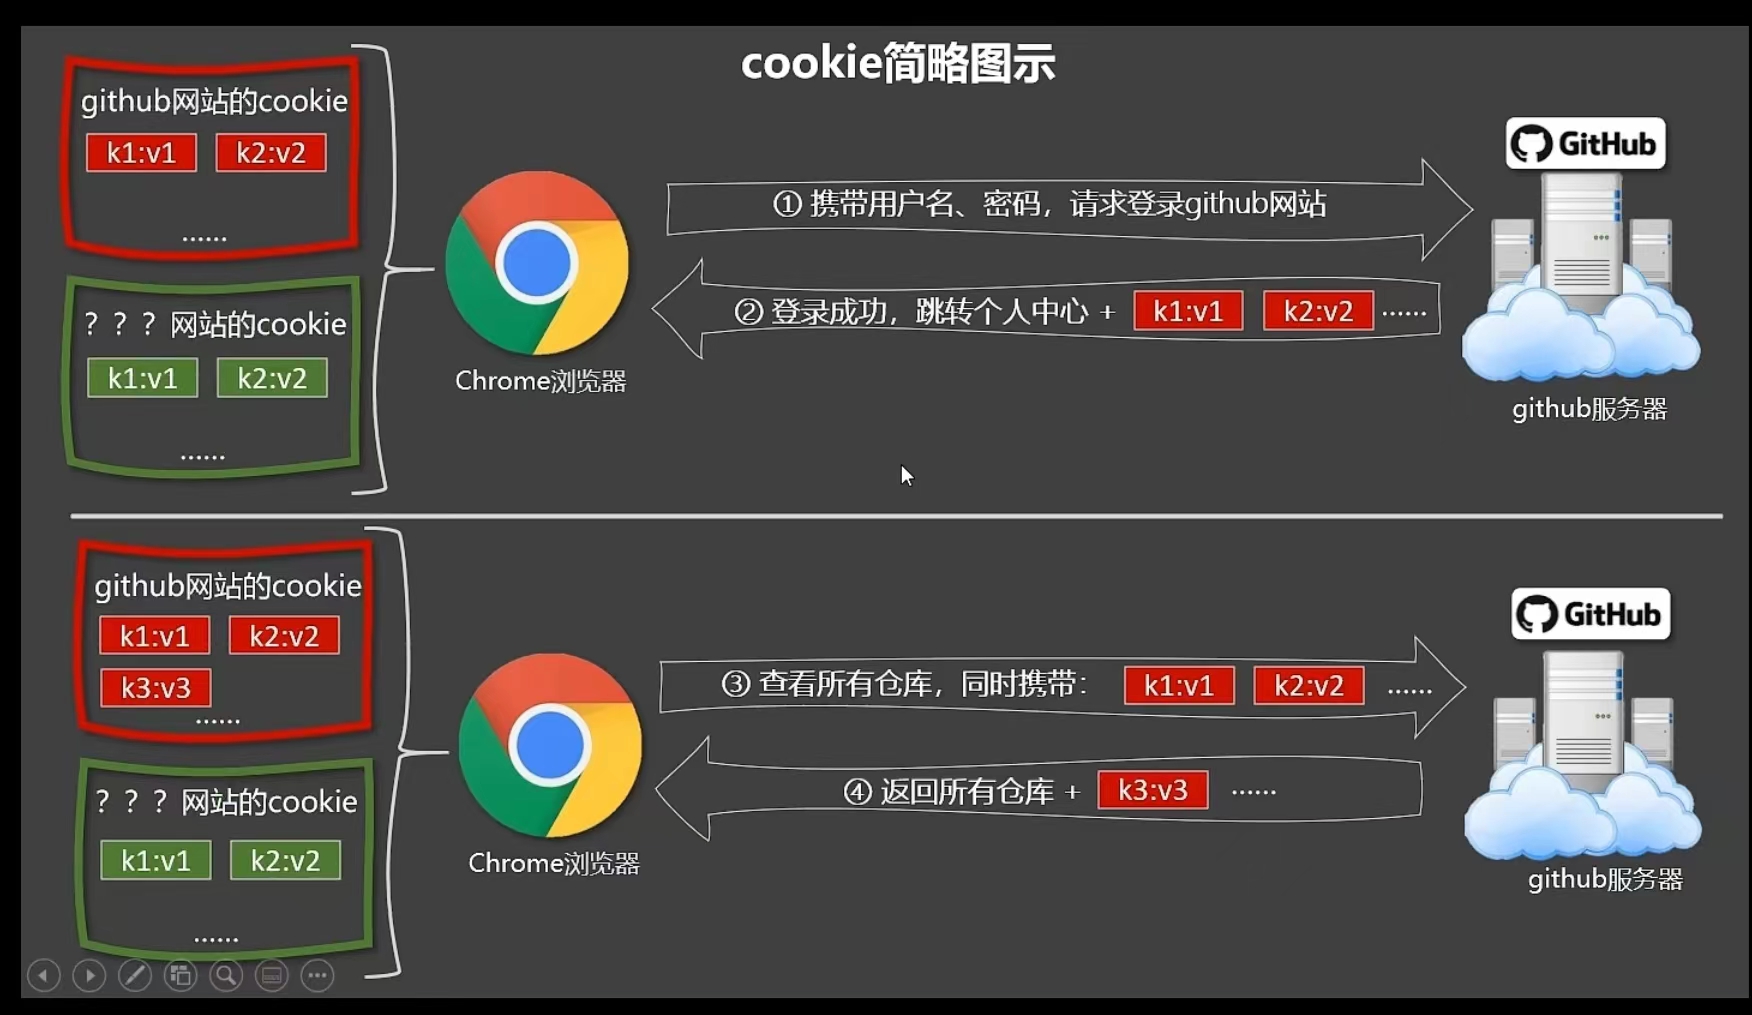 cookie简略图示
github网站的cookie
k1:v1 k2:v2
......
？？？网站的cookie
k1:v1 k2:v2
......
Chrome浏览器
① 携带用户名、密码，请求登录github网站
② 登录成功，跳转个人中心 + k1:v1 k2:v2 ......
GitHub
github服务器
github网站的cookie
k1:v1 k2:v2
k3:v3
......
？？？网站的cookie
k1:v1 k2:v2
......
Chrome浏览器
③ 查看所有仓库，同时携带： k1:v1 k2:v2 ......
④ 返回所有仓库 + k3:v3 ......
GitHub
github服务器